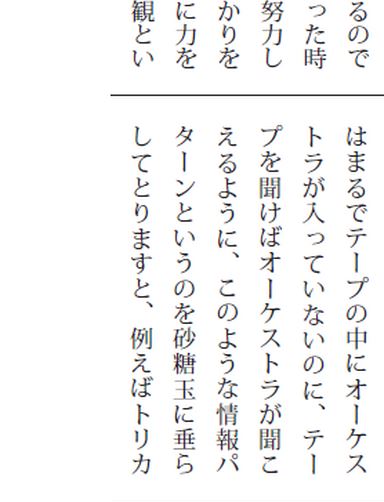 るので
った時
努力し
かりを
に力を
観とい
はまるでテープの中にオーケス
トラが入っていないのに、テー
プを聞けばオーケストラが聞こ
えるように、このような情報パ
ターンというのを砂糖玉に垂ら
してとりますと、例えばトリカ